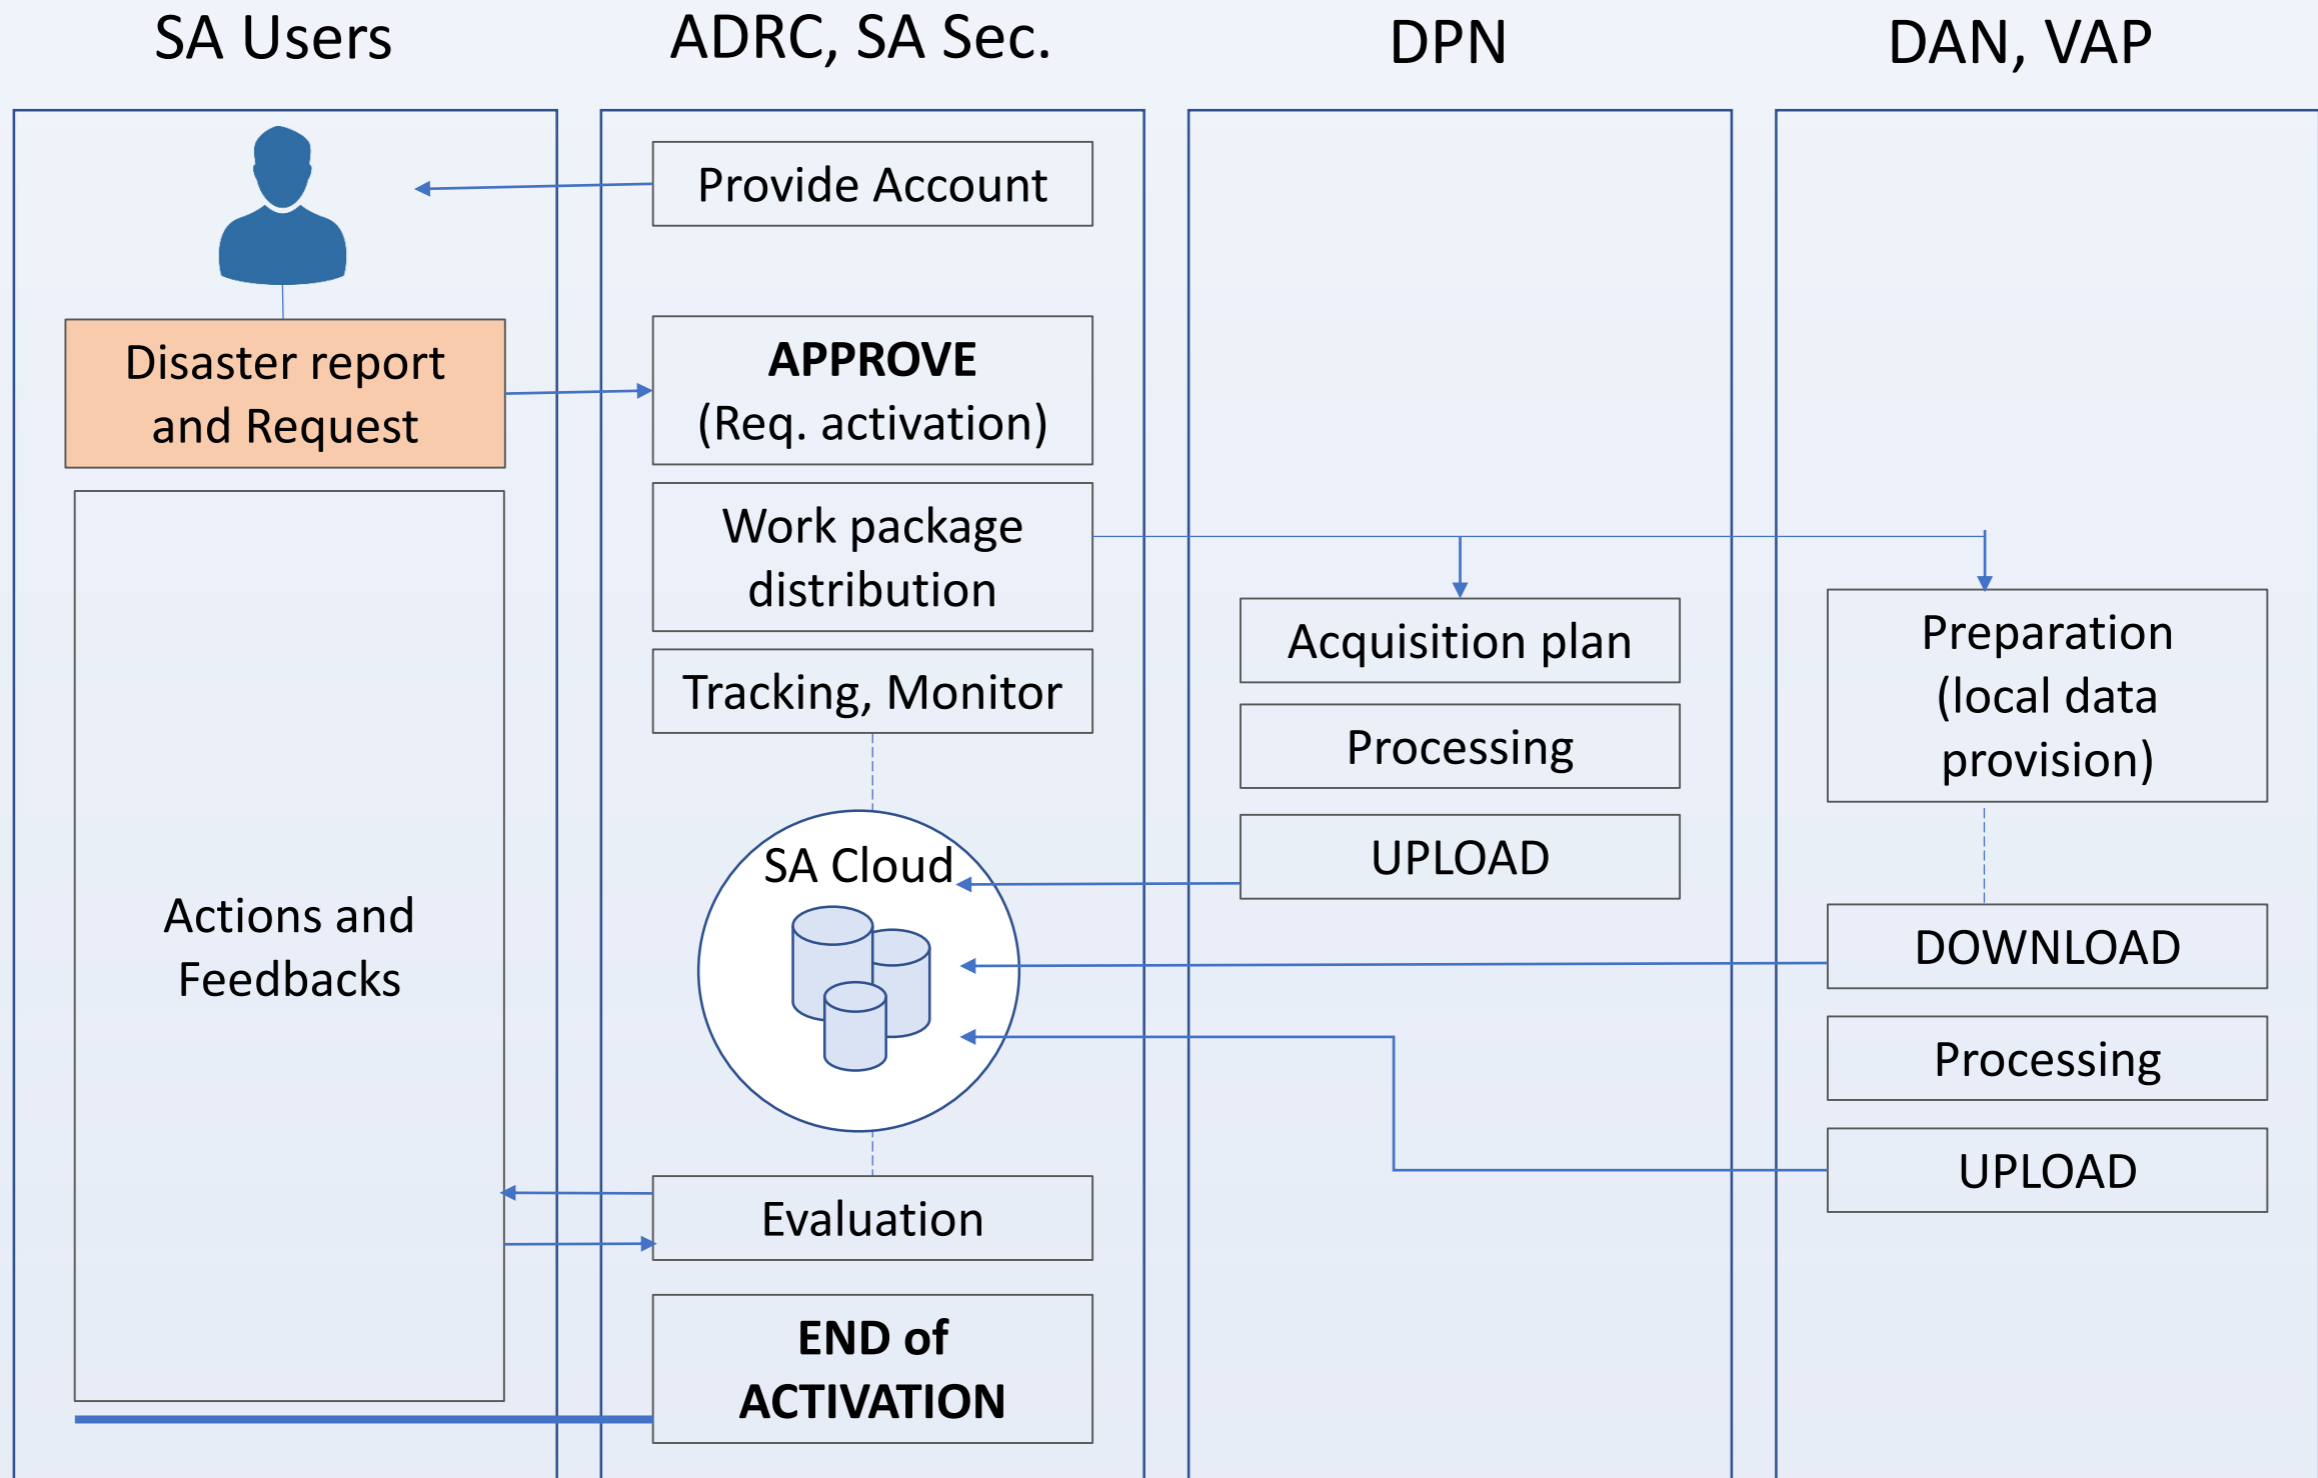 SA Users
ADRC, SA Sec.
DPN
DAN, VAP
Provide Account
Disaster report
and Request
APPROVE
(Req. activation)
Work package
distribution
Tracking, Monitor
Acquisition plan
Processing
UPLOAD
Preparation
(local data
provision)
SA Cloud
DOWNLOAD
Processing
UPLOAD
Actions and
Feedbacks
Evaluation
END of
ACTIVATION